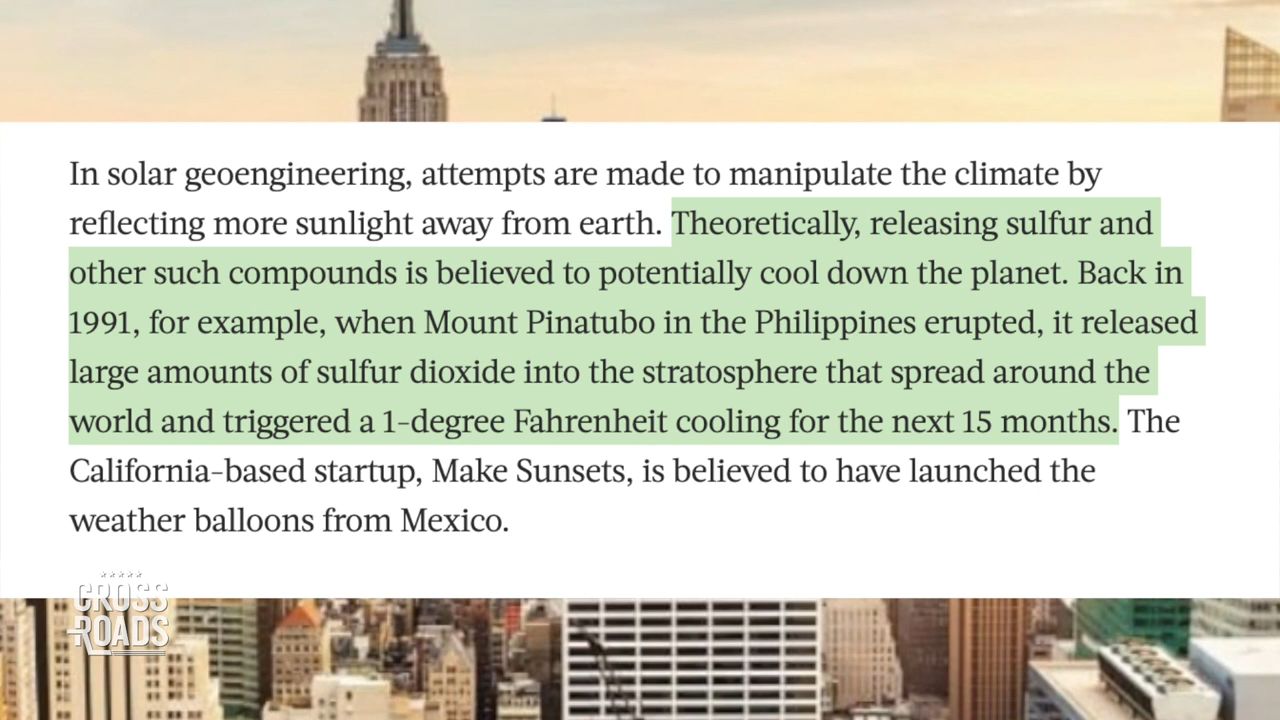 In solar geoengineering, attempts are made to manipulate the climate by
reflecting more sunlight away from earth. Theoretically, releasing sulfur and
other such compounds is believed to potentially cool down the planet. Back in
1991, for example, when Mount Pinatubo in the Philippines erupted, it released
large amounts of sulfur dioxide into the stratosphere that spread around the
world and triggered a 1-degree Fahrenheit cooling for the next 15 months. The
California-based startup, Make Sunsets, is believed to have launched the
weather balloons from Mexico.
CROSS
ROADS